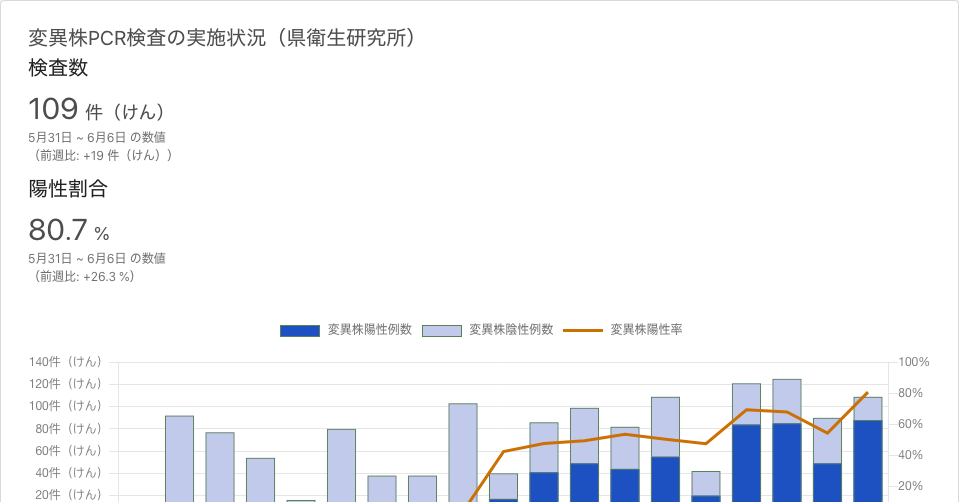 変異株PCR検査の実施状況（県衛生研究所）
検査数
109 件（けん）
5月31日 ~ 6月6日 の数値
（前週比: +19 件（けん））
陽性割合
80.7 %
5月31日 ~ 6月6日 の数値
（前週比: +26.3 %）
変異株陽性例数 変異株陰性例数 変異株陽性率
140件（けん） 100%
120件（けん） 80%
100件（けん）
80件（けん） 60%
60件（けん） 40%
40件（けん）
20件（けん） 20%